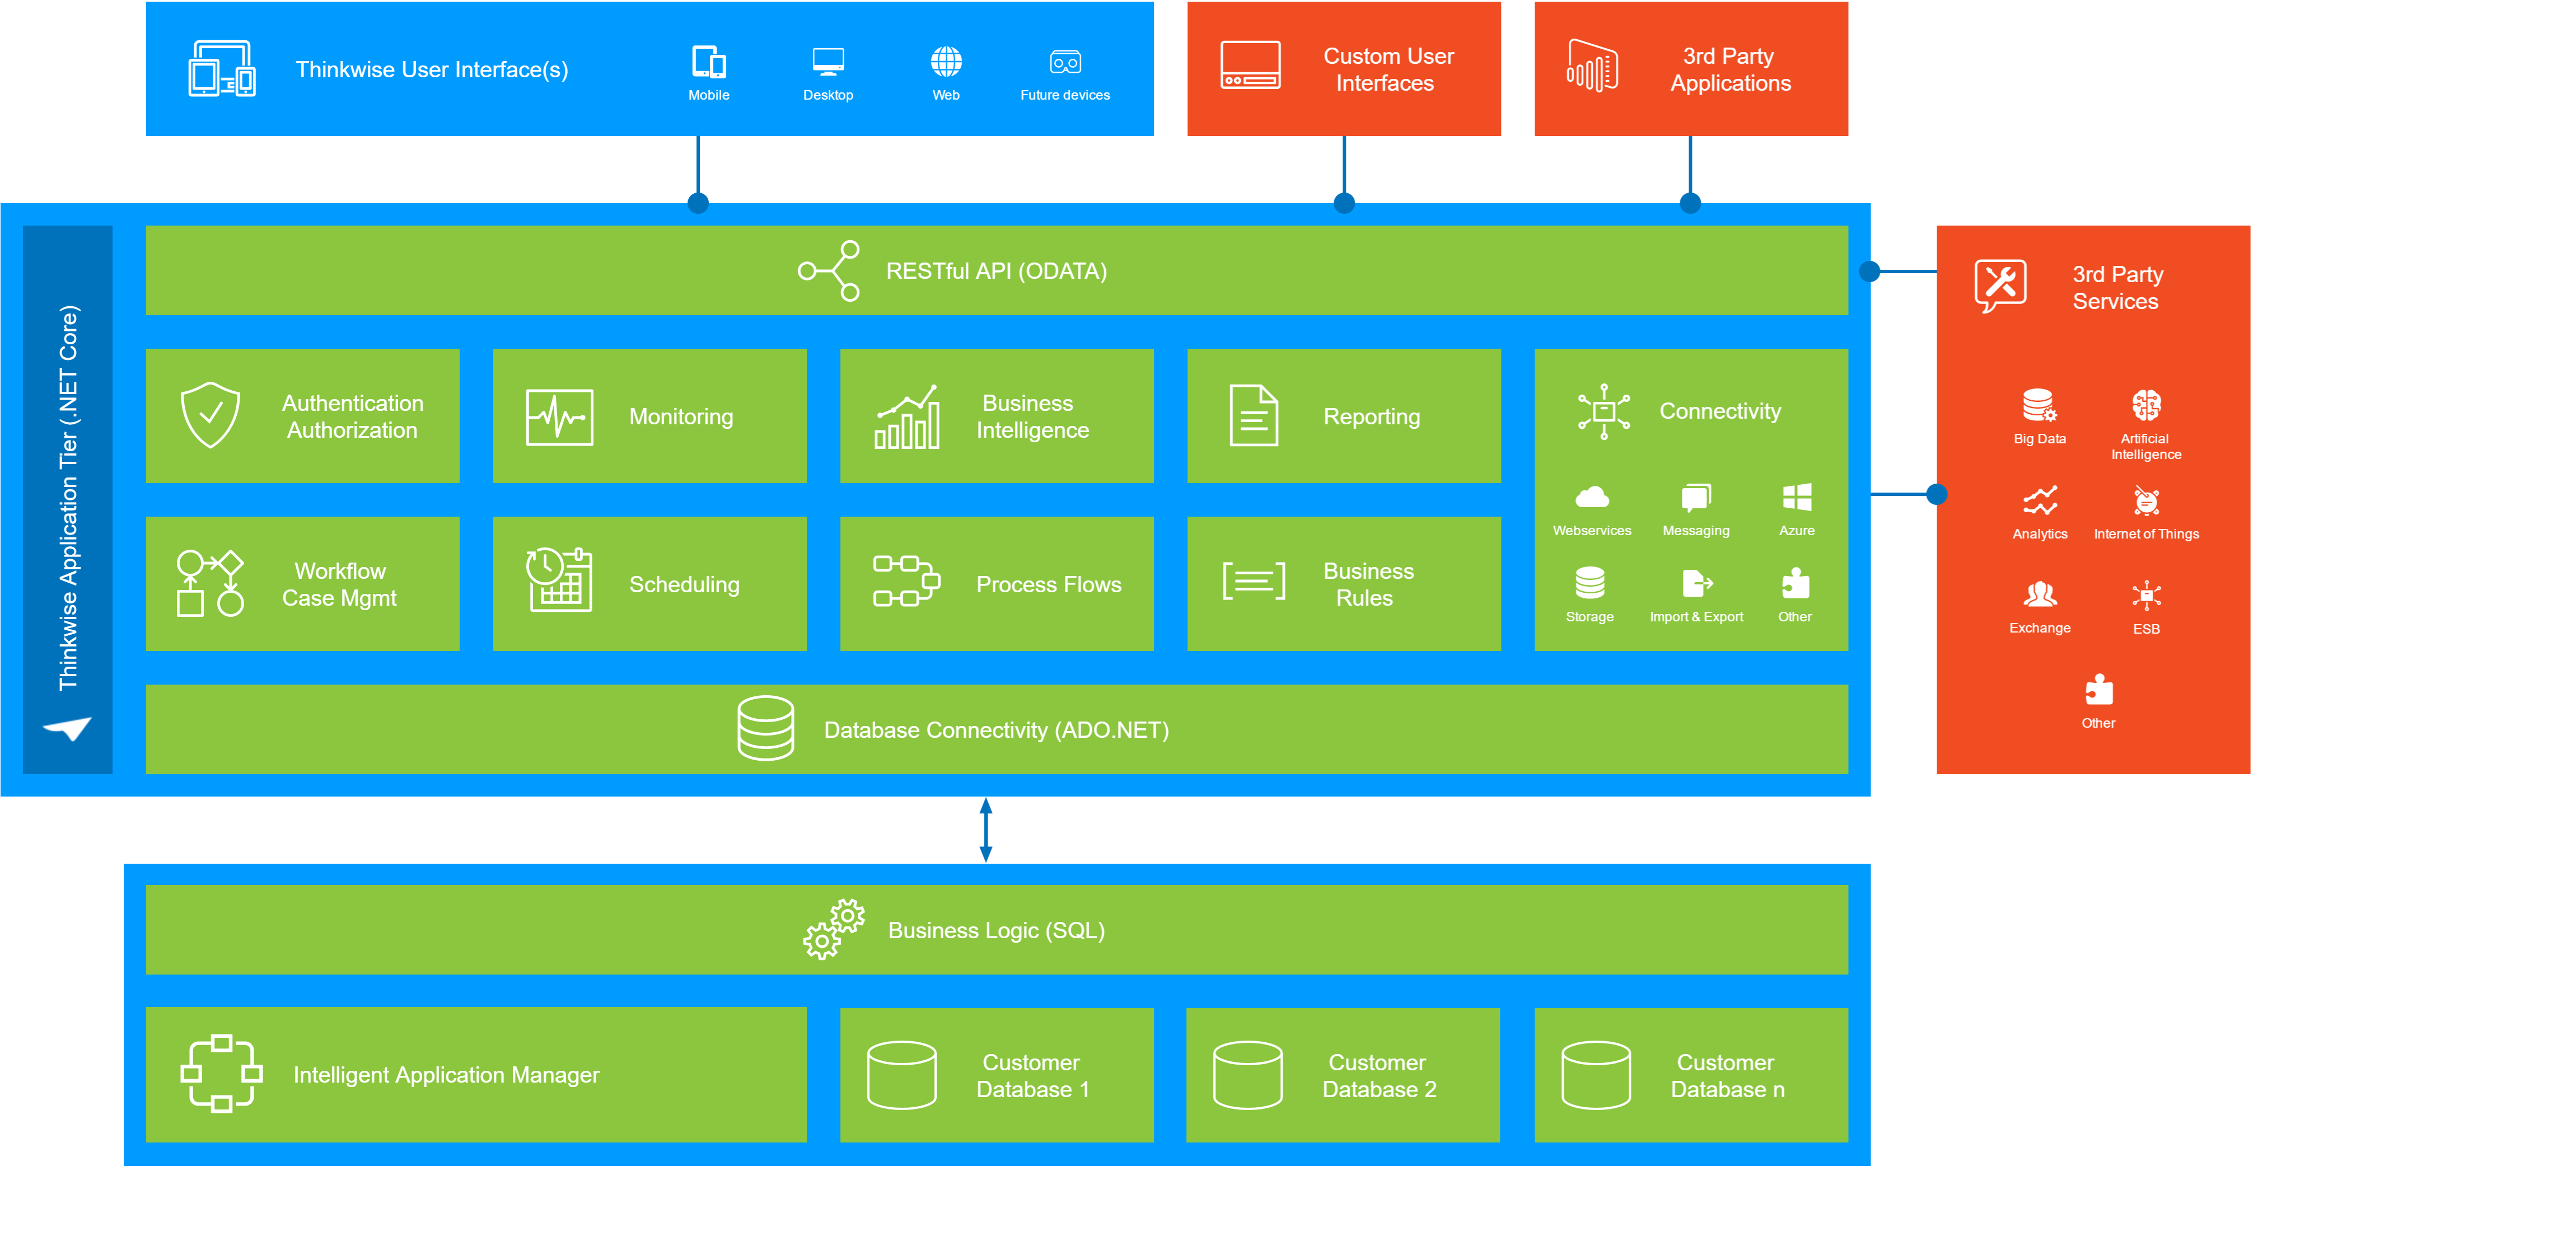 Thinkwise User Interface(s)
Mobile
Desktop
Web
Future devices
Custom User
Interfaces
3rd Party
Applications
Thinkwise Application Tier (.NET Core)
RESTful API (ODATA)
Authentication
Authorization
Monitoring
Business
Intelligence
Reporting
Connectivity
Webservices
Messaging
Azure
Storage
Import & Export
Other
Workflow
Case Mgmt
Scheduling
Process Flows
Business
Rules
Database Connectivity (ADO.NET)
3rd Party
Services
Big Data
Artificial
Intelligence
Analytics
Internet of Things
Exchange
ESB
Other
Business Logic (SQL)
Intelligent Application Manager
Customer
Database 1
Customer
Database 2
Customer
Database n